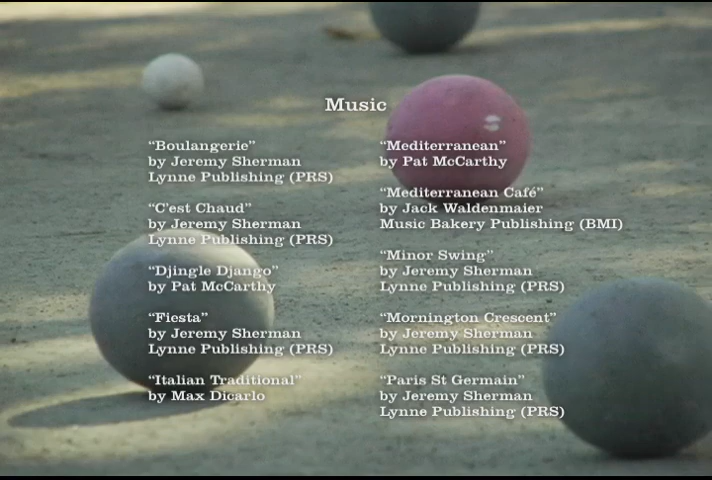 Music
“Boulangerie”
by Jeremy Sherman
Lynne Publishing (PRS)
“C’est Chaud”
by Jeremy Sherman
Lynne Publishing (PRS)
“Djingle Django”
by Pat McCarthy
“Fiesta”
by Jeremy Sherman
Lynne Publishing (PRS)
“Italian Traditional”
by Max Dicarlo
“Mediterranean”
by Pat McCarthy
“Mediterranean Café”
by Jack Waldenmaier
Music Bakery Publishing (BMI)
“Minor Swing”
by Jeremy Sherman
Lynne Publishing (PRS)
“Mornington Crescent”
by Jeremy Sherman
Lynne Publishing (PRS)
“Paris St Germain”
by Jeremy Sherman
Lynne Publishing (PRS)